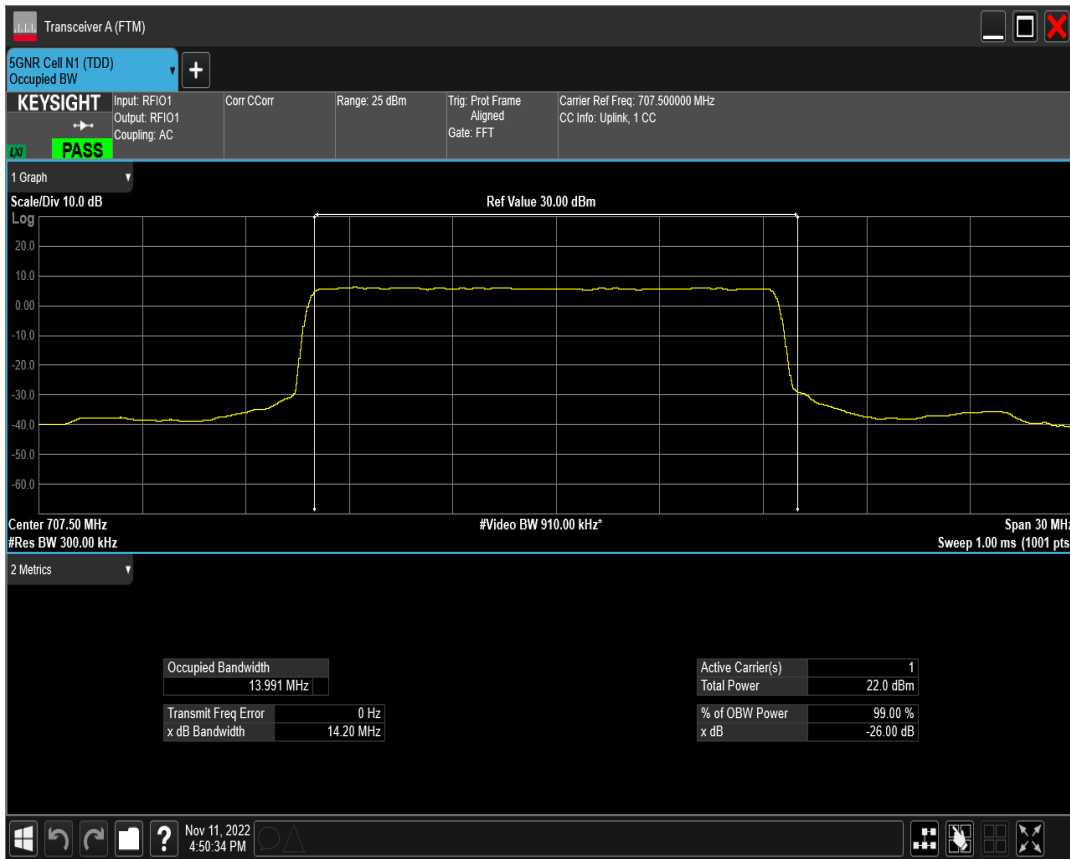 Transceiver A (FTM)
5GNR Cell N1 (TDD)
Occupied BW
+
KEYSIGHT
LXI
PASS
Input: RFIO1
Output: RFIO1
Coupling: AC
Corr CCorr
Range: 25 dBm
Trig: Prot Frame
Aligned
Gate: FFT
Carrier Ref Freq: 707.500000 MHz
CC Info: Uplink, 1 CC
1 Graph
Scale/Div 10.0 dB
Ref Value 30.00 dBm
Log
20.0
10.0
0.00
-10.0
-20.0
-30.0
-40.0
-50.0
-60.0
Center 707.50 MHz
#Video BW 910.00 kHz*
Span 30 MHz
#Res BW 300.00 kHz
Sweep 1.00 ms (1001 pts
2 Metrics
Occupied Bandwidth
13.991 MHz
Transmit Freq Error 0 Hz
x dB Bandwidth 14.20 MHz
Active Carrier(s) 1
Total Power 22.0 dBm
% of OBW Power 99.00 %
x dB -26.00 dB
?
Nov 11, 2022
4:50:34 PM